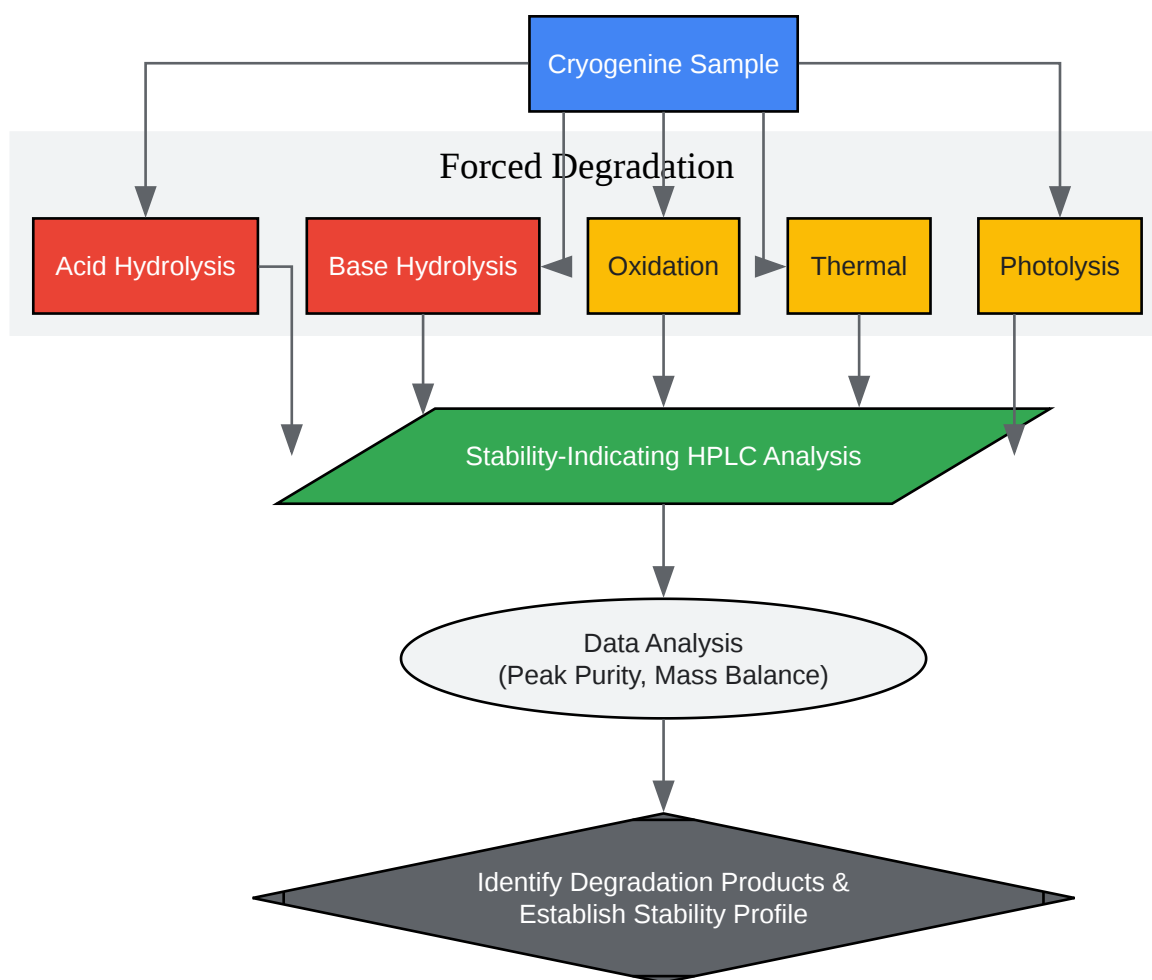 Cryogenine Sample
Forced Degradation
Acid Hydrolysis
Base Hydrolysis
Oxidation
Thermal
Photolysis
Stability-Indicating HPLC Analysis
Data Analysis
(Peak Purity, Mass Balance)
Identify Degradation Products &
Establish Stability Profile